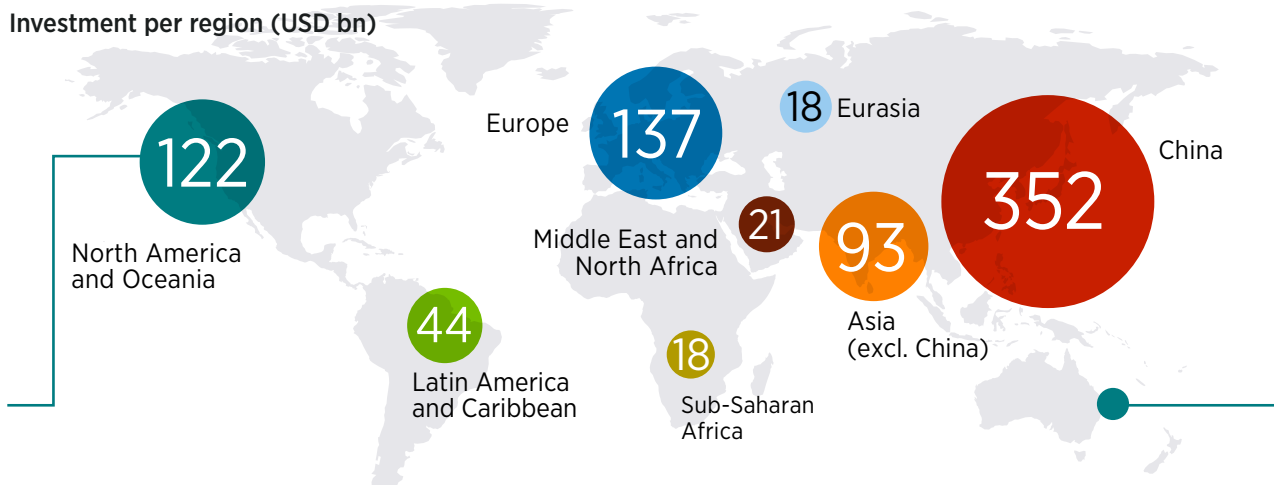 Investment per region (USD bn)
122
North America
and Oceania
44
Latin America
and Caribbean
Europe
137
18
Eurasia
Middle East and
North Africa
21
93
Asia
(excl. China)
352
China
18
Sub-Saharan
Africa